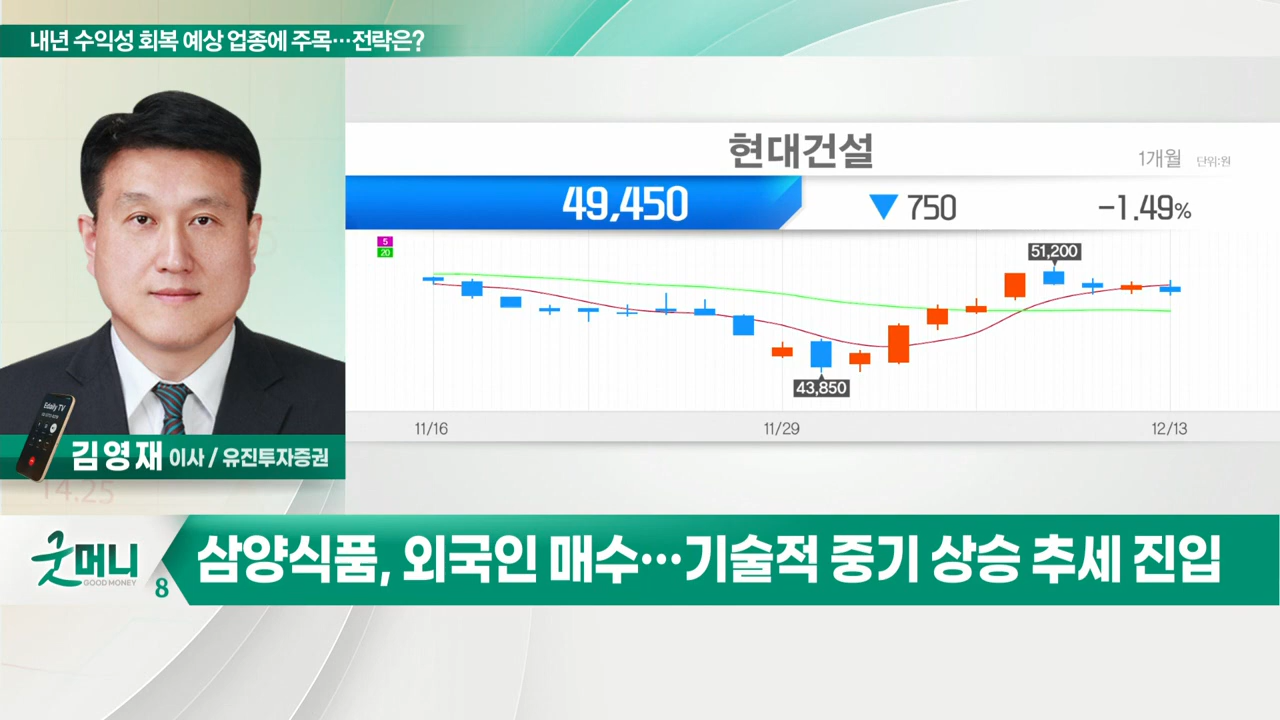 내년 수익성 회복 예상 업종에 주목…전략은?
현대건설
1개월 단위:원
49,450 ▼ 750 -1.49%
5
20
51,200
43,850
11/16 11/29 12/13
Edaily TV
김영재 이사 / 유진투자증권
14.25
굿머니
GOOD MONEY
8
삼양식품, 외국인 매수…기술적 중기 상승 추세 진입